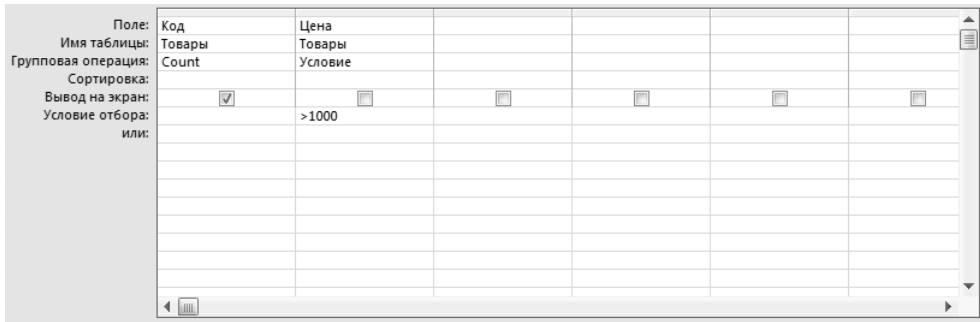 Поле: Код Цена
Имя таблицы: Товары Товары
Групповая операция: Count Условие
Сортировка:
Вывод на экран:
Условие отбора: >1000
или: